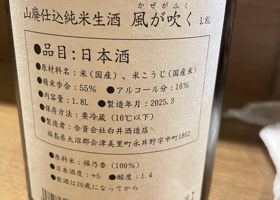 かぜがふく
山廃仕込純米生酒 風が吹く 1.8L
●品目:日本酒
●原材料名:米(国産)、米こうじ(国産米)
●精米歩合:55% ●アルコール分:16%
●内容量:1.8L ●製造年月:2025.3
●保存方法:要冷蔵(10℃以下)
●製造者:合資会社白井酒造店
福島県大沼郡会津美里町永井野字中町1862
●原料米:福乃香(100%)
●日本酒度:+5 ●酸度:1.4
●飲酒は20歳になってから